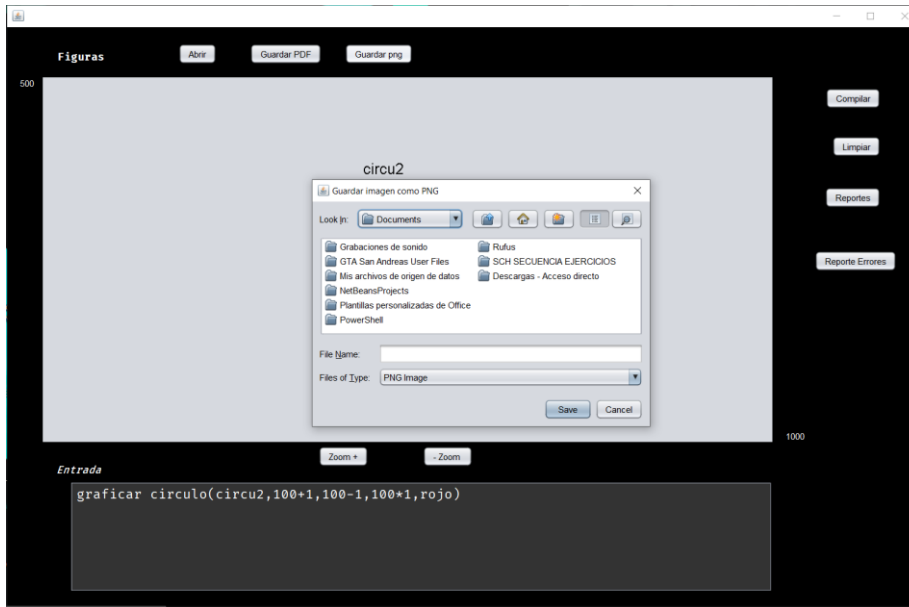 Figuras
Abrir
Guardar PDF
Guardar png
500
Compilar
Limpiar
circu2
Guardar imagen como PNG
Look In:
Documents
Reportes
Grabaciones de sonido
Rufus
GTA San Andreas User Files
SCH SECUENCIA EJERCICIOS
Mis archivos de origen de datos
Descargas - Acceso directo
NetBeansProjects
Plantillas personalizadas de Office
PowerShell
Reporte Errores
File Name:
Files of Type:
PNG Image
Save
Cancel
1000
Zoom +
- Zoom
Entrada
graficar circulo(circu2,100+1,100-1,100*1,rojo)